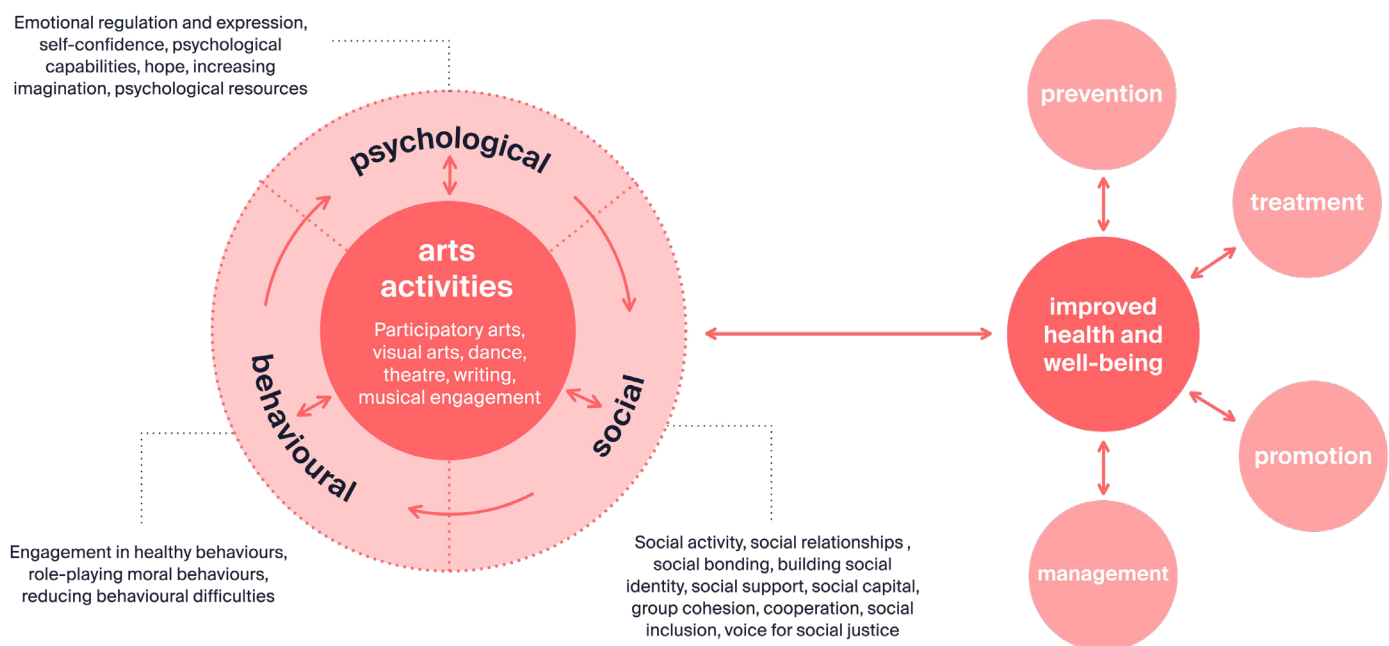 Emotional regulation and expression,
self-confidence, psychological
capabilities, hope, increasing
imagination, psychological resources
psychological
arts
activities
Participatory arts,
visual arts, dance,
theatre, writing,
musical engagement
behavioural
social
Engagement in healthy behaviours,
role-playing moral behaviours,
reducing behavioural difficulties
Social activity, social relationships ,
social bonding, building social
identity, social support, social capital,
group cohesion, cooperation, social
inclusion, voice for social justice
prevention
treatment
improved
health and
well-being
promotion
management